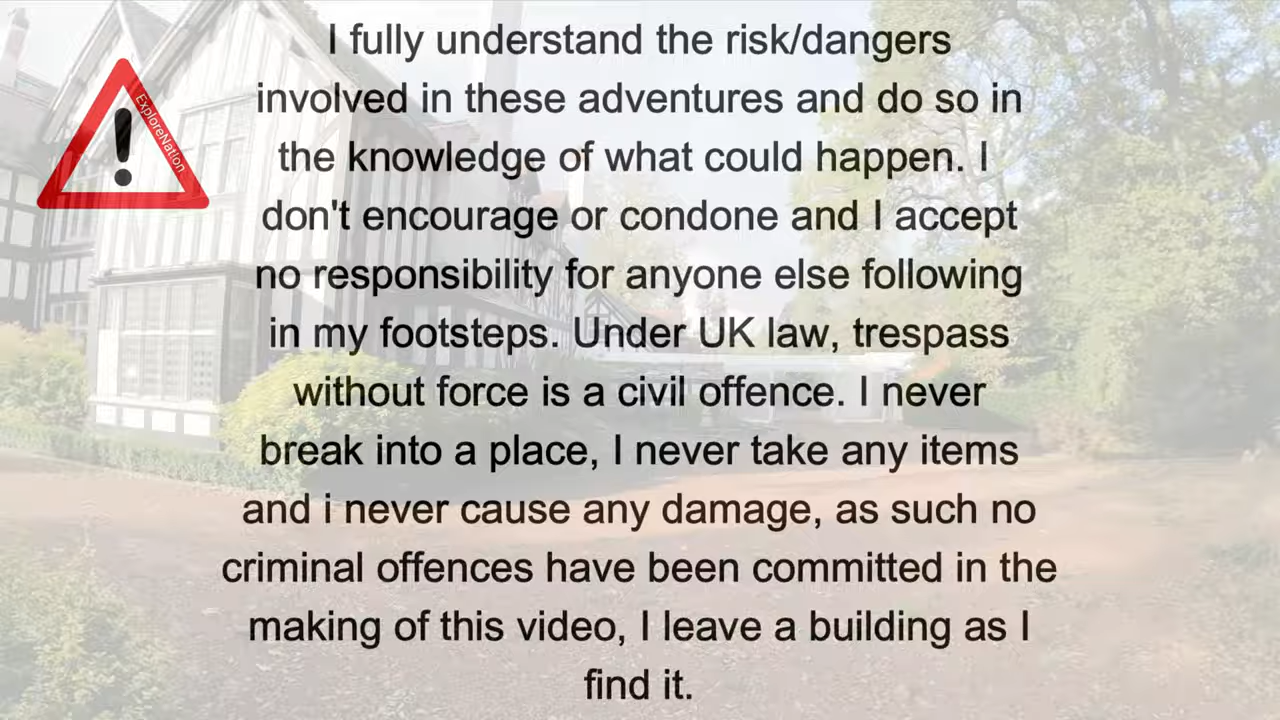 I fully understand the risk/dangers
involved in these adventures and do so in
the knowledge of what could happen. I
don't encourage or condone and I accept
no responsibility for anyone else following
in my footsteps. Under UK law, trespass
without force is a civil offence. I never
break into a place, I never take any items
and i never cause any damage, as such no
criminal offences have been committed in the
making of this video, I leave a building as I
find it.
ExploreNation